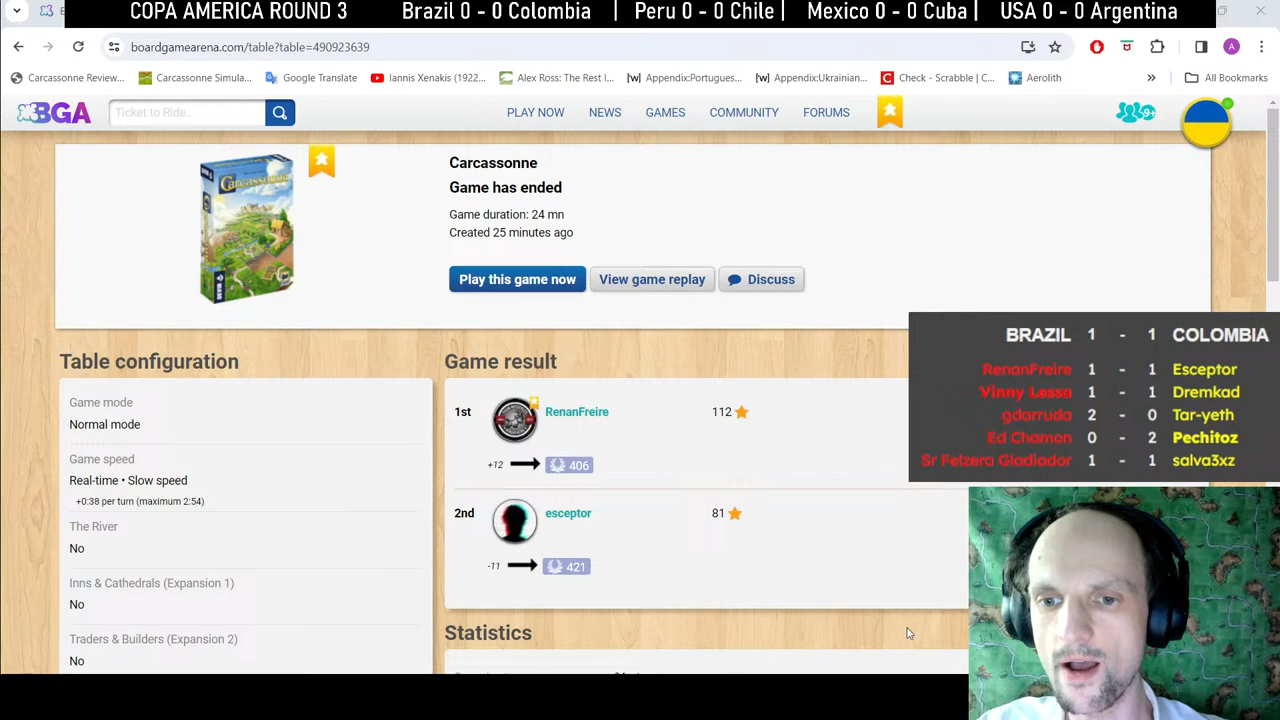 COPA AMERICA ROUND 3 Brazil 0 - 0 Colombia | Peru 0 - 0 Chile | Mexico 0 - 0 Cuba | USA 0 - 0 Argentina
boardgamearena.com/table?table=490923639
A
Carcassonne Review... Carcassonne Simula... Google Translate Iannis Xenakis (1922... Alex Ross: The Rest I... [w] Appendix:Portugues... [w] Appendix:Ukrainian... C Check - Scrabble | C... Aerolith » All Bookmarks
BGA Ticket to Ride.. PLAY NOW NEWS GAMES COMMUNITY FORUMS 9+
Carcassonne
Carcassonne
Game has ended
Game duration: 24 mn
Created 25 minutes ago
Play this game now View game replay Discuss
BRAZIL 1 - 1 COLOMBIA
RenanFreire 1 - 1 Esceptor
Vinny Lessa 1 - 1 Dremkad
gdarruda 2 - 0 Tar-yeth
Ed Chamon 0 - 2 Pechitoz
Sr Felzera Gladiador 1 - 1 salva3xz
Table configuration
Game mode
Normal mode
Game speed
Real-time • Slow speed
+0:38 per turn (maximum 2:54)
The River
No
Inns & Cathedrals (Expansion 1)
No
Traders & Builders (Expansion 2)
No
Game result
1st RenanFreire 112
+12 406
2nd esceptor 81
-11 421
Statistics